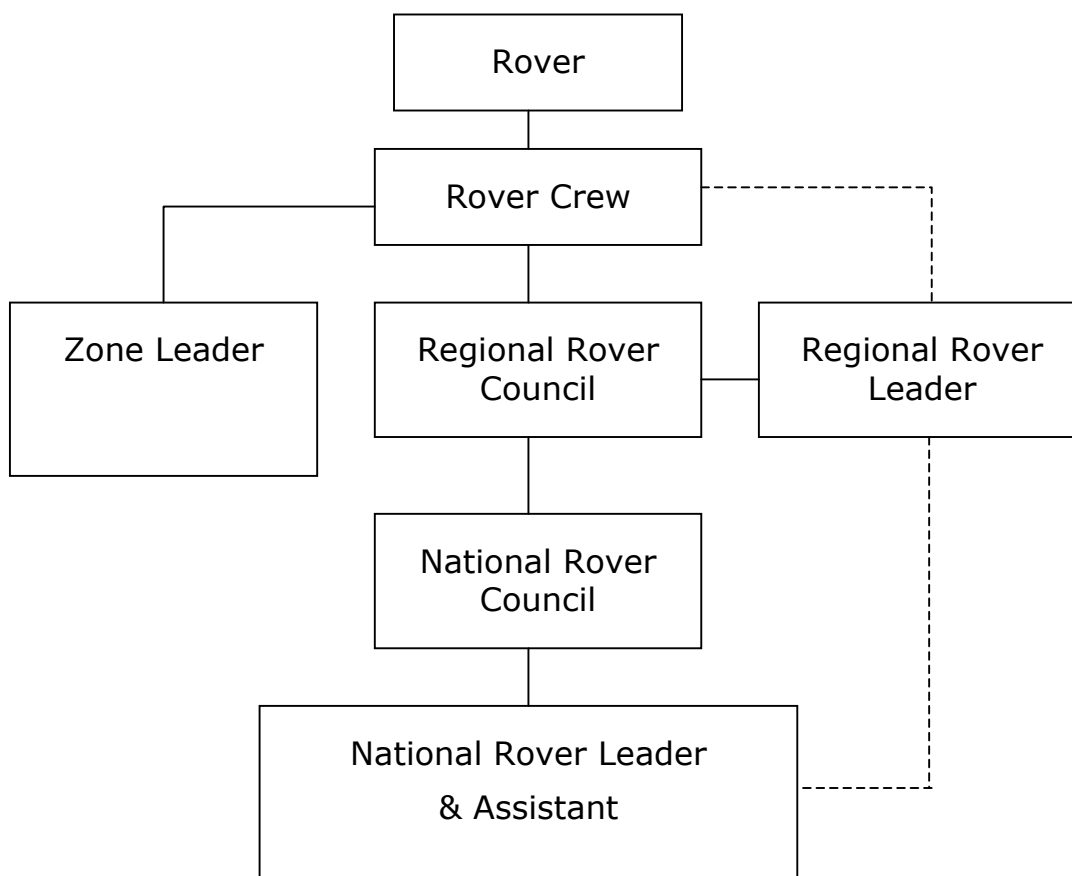 Rover
Rover Crew
Zone Leader
Regional Rover
Council
Regional Rover
Leader
National Rover
Council
National Rover Leader
& Assistant